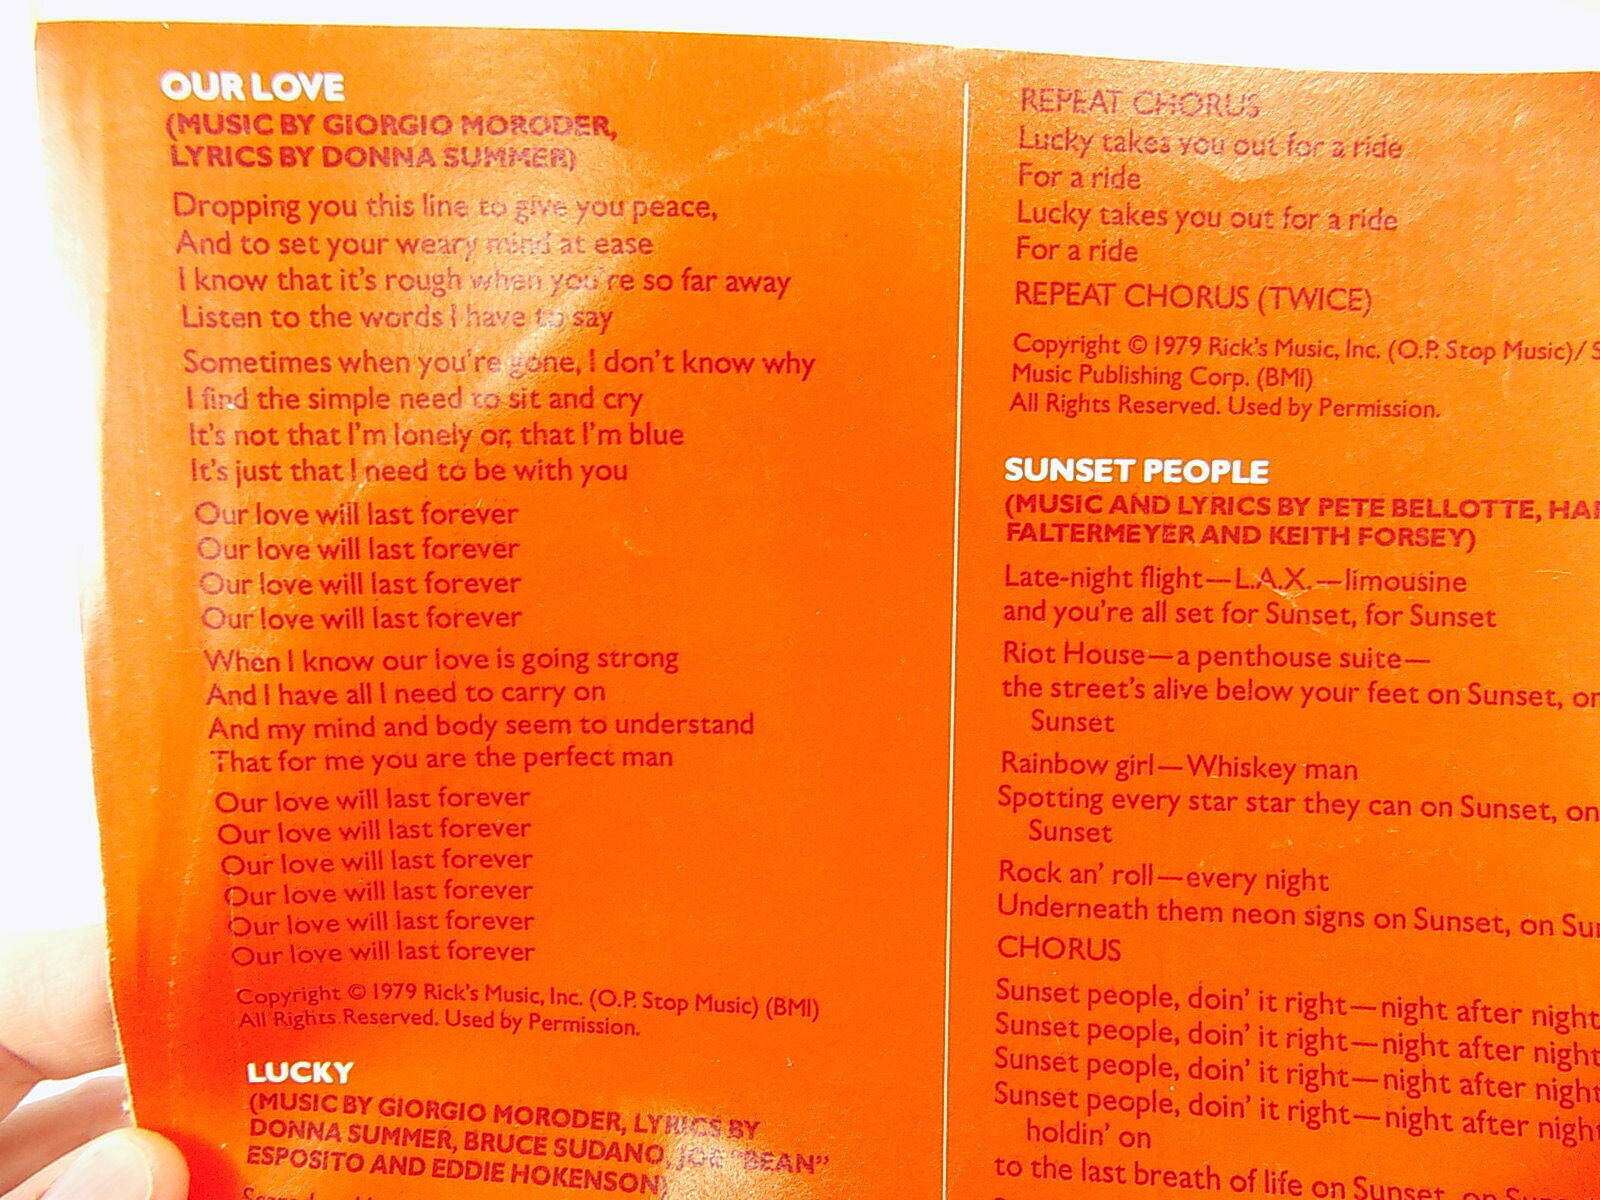 OUR LOVE
(MUSIC BY GIORGIO MORODER,
LYRICS BY DONNA SUMMER)
Dropping you this line to give you peace,
And to set your weary mind at ease
I know that it's rough when you're so far away
Listen to the words I have to say
Sometimes when you're gone, I don't know why
I find the simple need to sit and cry
It's not that I'm lonely or, that I'm blue
It's just that I need to be with you
Our love will last forever
Our love will last forever
Our love will last forever
Our love will last forever
When I know our love is going strong
And I have all I need to carry on
And my mind and body seem to understand
That for me you are the perfect man
Our love will last forever
Our love will last forever
Our love will last forever
Our love will last forever
Our love will last forever
Our love will last forever
Copyright © 1979 Rick's Music, Inc. (O.P. Stop Music) (BMI)
All Rights Reserved. Used by Permission.
LUCKY
(MUSIC BY GIORGIO MORODER, LYRICS BY
DONNA SUMMER, BRUCE SUDANO, JOE "BEAN"
ESPOSITO AND EDDIE HOKENSON)
REPEAT CHORUS
Lucky takes you out for a ride
For a ride
Lucky takes you out for a ride
For a ride
REPEAT CHORUS (TWICE)
Copyright © 1979 Rick's Music, Inc. (O.P. Stop Music)/
Music Publishing Corp. (BMI)
All Rights Reserved. Used by Permission.
SUNSET PEOPLE
(MUSIC AND LYRICS BY PETE BELLOTTE,
FALTERMEYER AND KEITH FORSEY)
Late-night flight—L.A.X.—limousine
and you're all set for Sunset, for Sunset
Riot House—a penthouse suite—
the street's alive below your feet on Sunset, on
Sunset
Rainbow girl—Whiskey man
Spotting every star star they can on Sunset, on
Sunset
Rock an' roll—every night
Underneath them neon signs on Sunset, on
CHORUS
Sunset people, doin' it right—night after night
Sunset people, doin' it right—night after night
Sunset people, doin' it right—night after night
Sunset people, doin' it right—night after night
holdin' on
to the last breath of life on Sunset, on